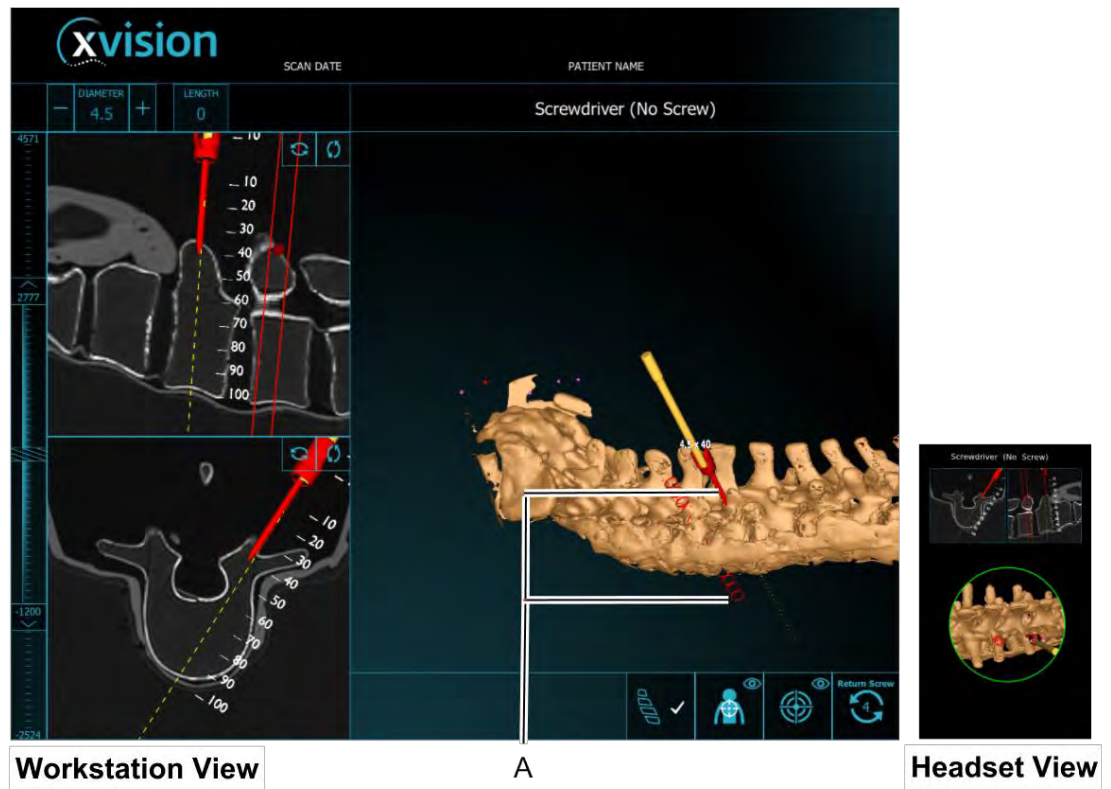 xvision
SCAN DATE
PATIENT NAME
DIAMETER
− 4.5 +
LENGTH
0
Screwdriver (No Screw)
4571
2777
-1200
-2524
10
10
20
30
40
50
60
70
80
90
100
10
20
30
40
50
60
70
80
90
100
4.5 x 40
Return Screw
4
Screwdriver (No Screw)
Workstation View
A
Headset View